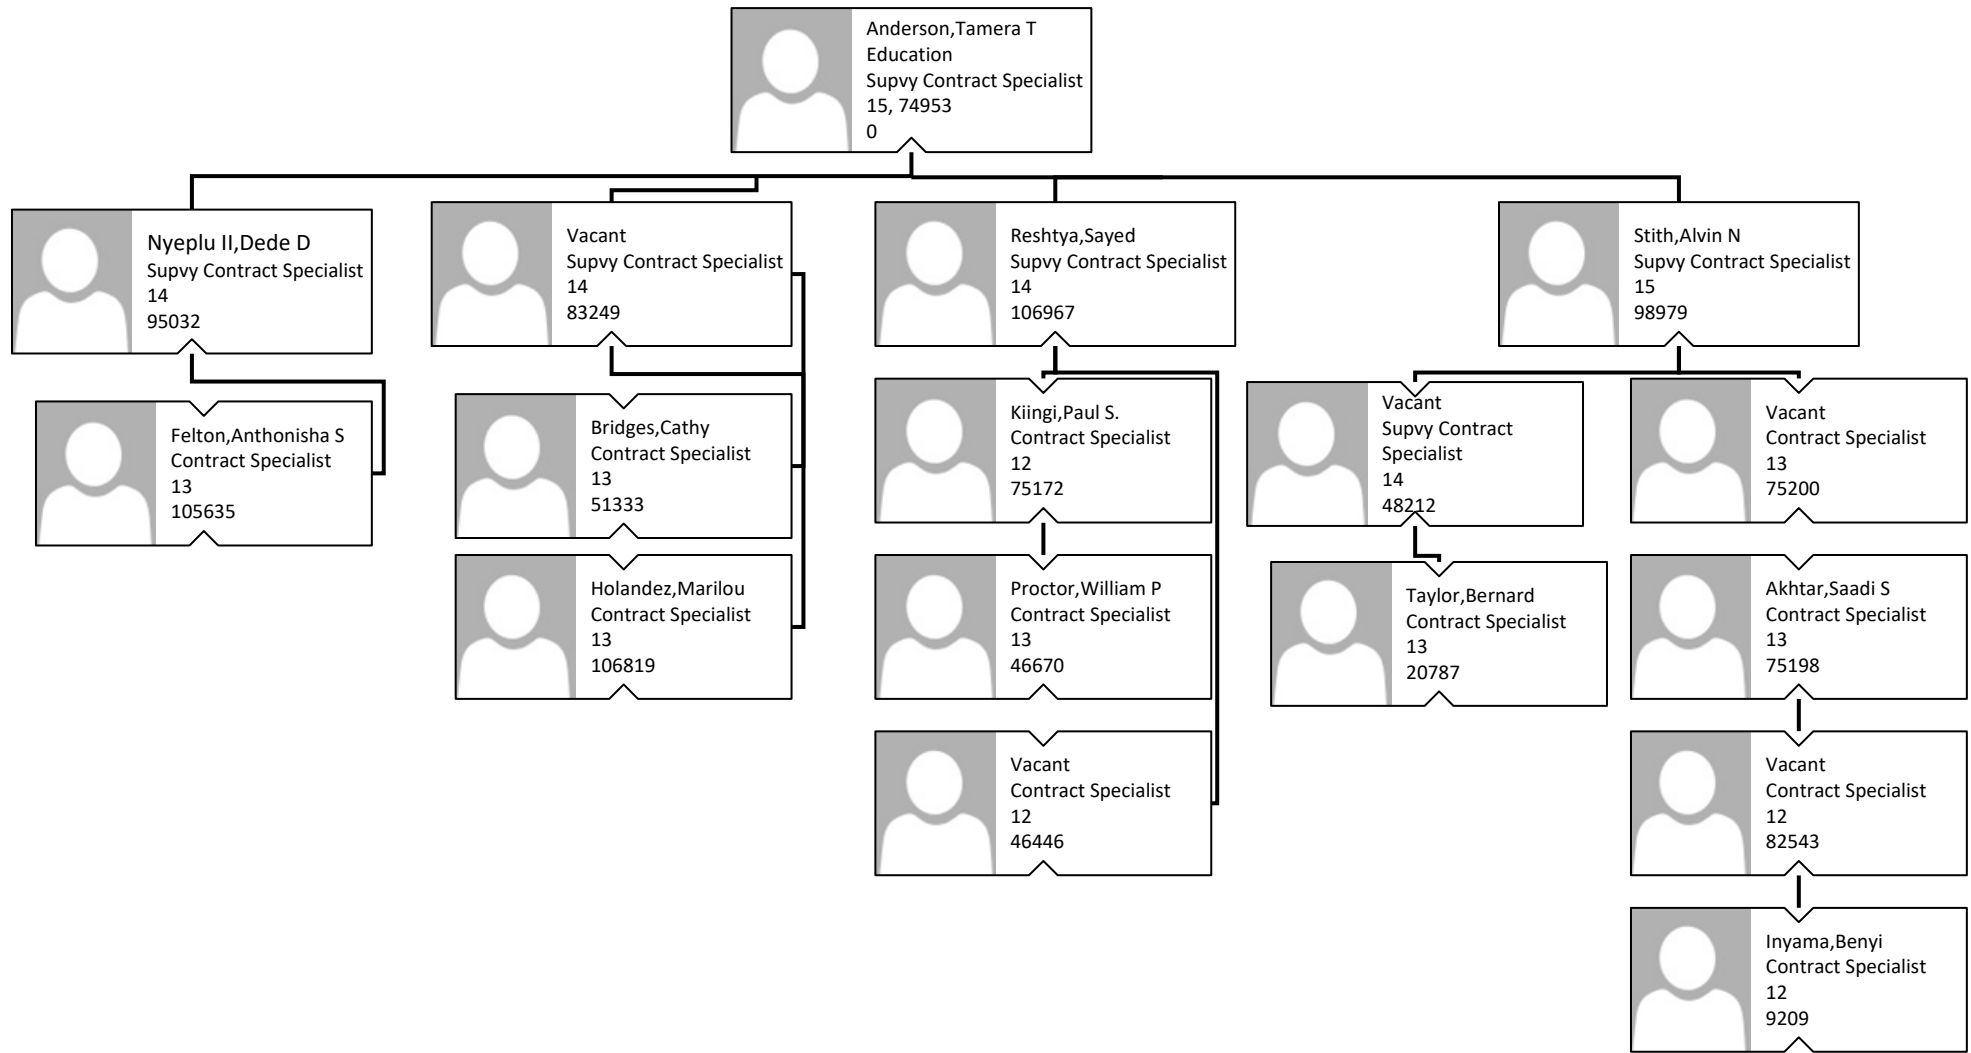 Anderson,Tamera T
Education
Supvy Contract Specialist
15, 74953
0
Nyeplu II,Dede D
Supvy Contract Specialist
14
95032
Vacant
Supvy Contract Specialist
14
83249
Reshtya,Sayed
Supvy Contract Specialist
14
106967
Stith,Alvin N
Supvy Contract Specialist
15
98979
Felton,Anthonisha S
Contract Specialist
13
105635
Bridges,Cathy
Contract Specialist
13
51333
Holandez,Marilou
Contract Specialist
13
106819
Kiingi,Paul S.
Contract Specialist
12
75172
Proctor,William P
Contract Specialist
13
46670
Vacant
Contract Specialist
12
46446
Vacant
Supvy Contract
Specialist
14
48212
Taylor,Bernard
Contract Specialist
13
20787
Vacant
Contract Specialist
13
75200
Akhtar,Saadi S
Contract Specialist
13
75198
Vacant
Contract Specialist
12
82543
Inyama,Benyi
Contract Specialist
12
9209